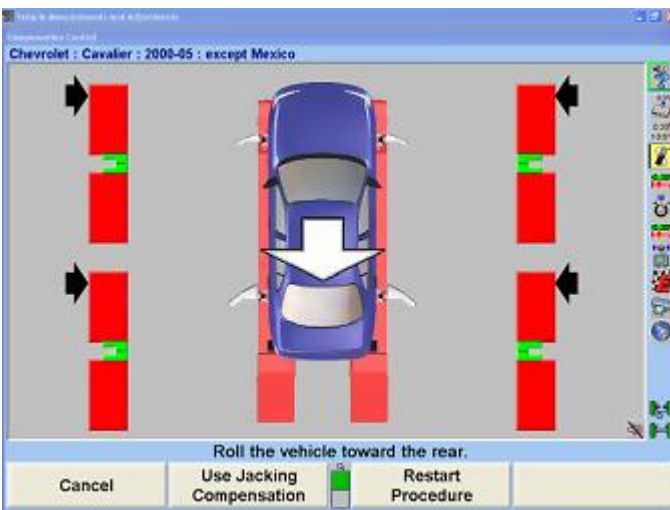 Chevrolet : Cavalier : 2000-05 : except Mexico
Roll the vehicle toward the rear.
Cancel
Use Jacking
Compensation
Restart
Procedure